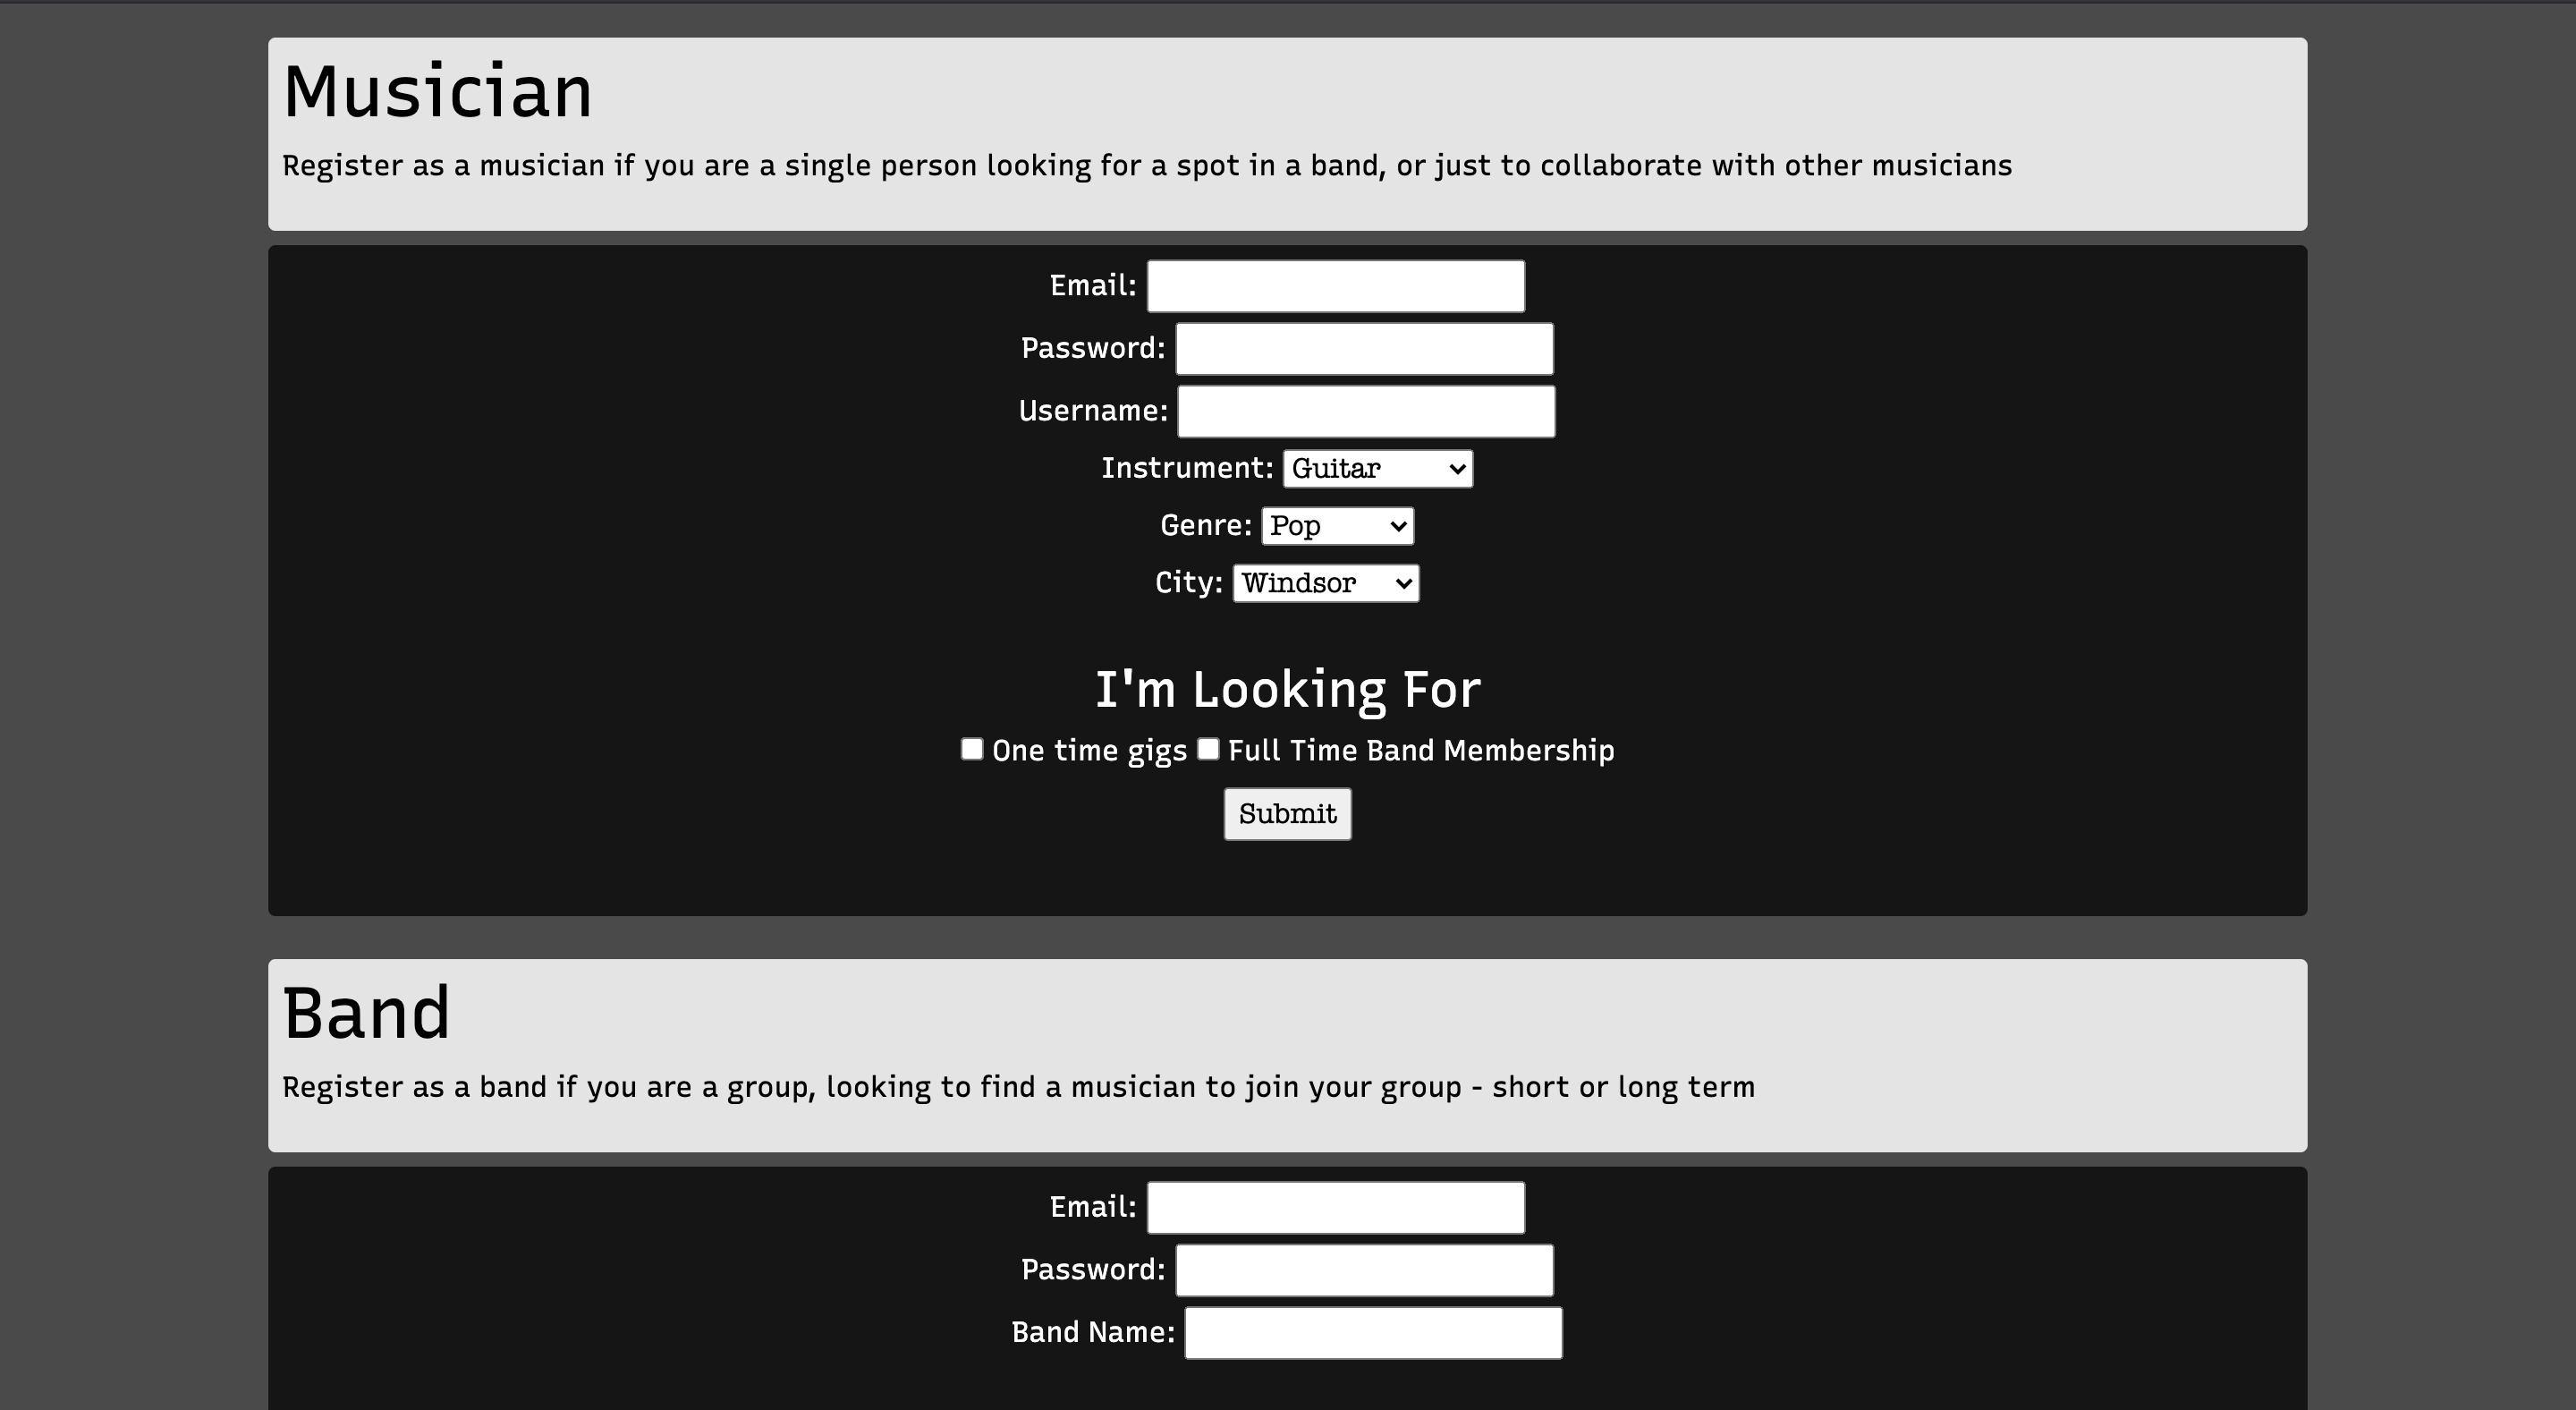 Musician
Register as a musician if you are a single person looking for a spot in a band, or just to collaborate with other musicians
Email:
Password:
Username:
Instrument: Guitar
Genre: Pop
City: Windsor
I'm Looking For
One time gigs Full Time Band Membership
Submit
Band
Register as a band if you are a group, looking to find a musician to join your group - short or long term
Email:
Password:
Band Name: